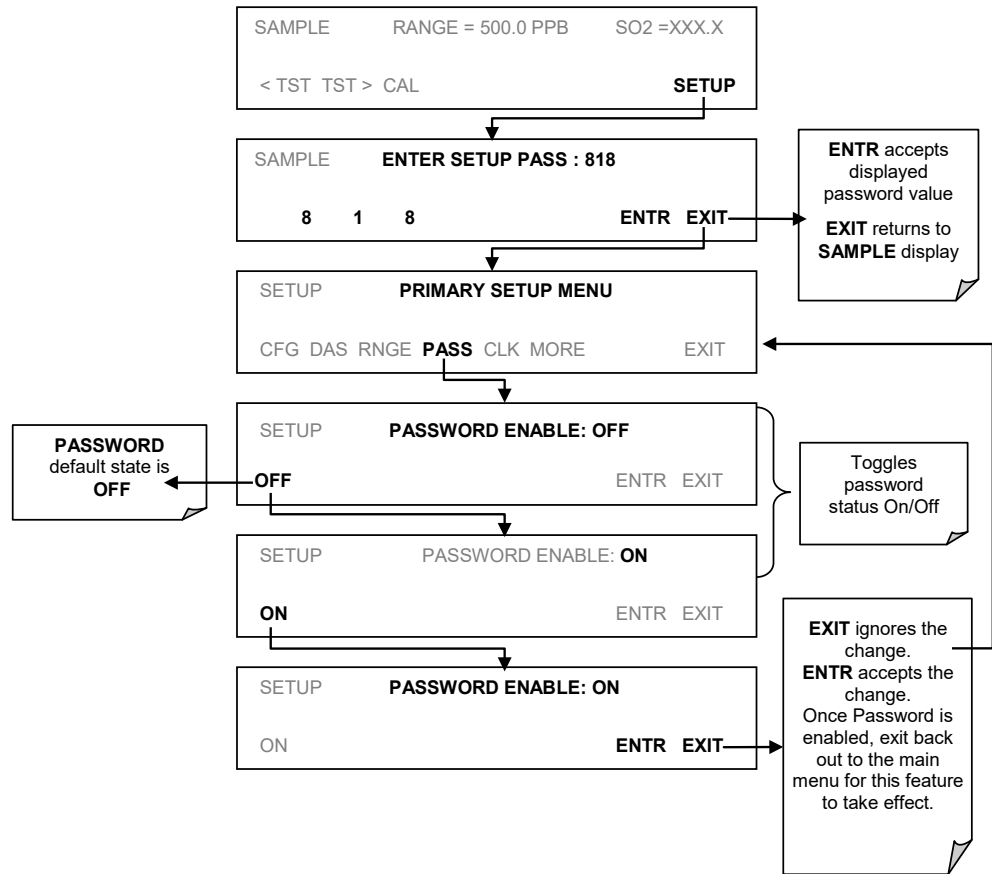 SAMPLE RANGE = 500.0 PPB SO2 =XXX.X
< TST TST > CAL SETUP
SAMPLE ENTER SETUP PASS : 818
8 1 8 ENTR EXIT
ENTR accepts
displayed
password value
EXIT returns to
SAMPLE display
SETUP PRIMARY SETUP MENU
CFG DAS RNGE PASS CLK MORE EXIT
SETUP PASSWORD ENABLE: OFF
OFF ENTR EXIT
PASSWORD
default state is
OFF
Toggles
password
status On/Off
SETUP PASSWORD ENABLE: ON
ON ENTR EXIT
SETUP PASSWORD ENABLE: ON
ON ENTR EXIT
EXIT ignores the
change.
ENTR accepts the
change.
Once Password is
enabled, exit back
out to the main
menu for this feature
to take effect.